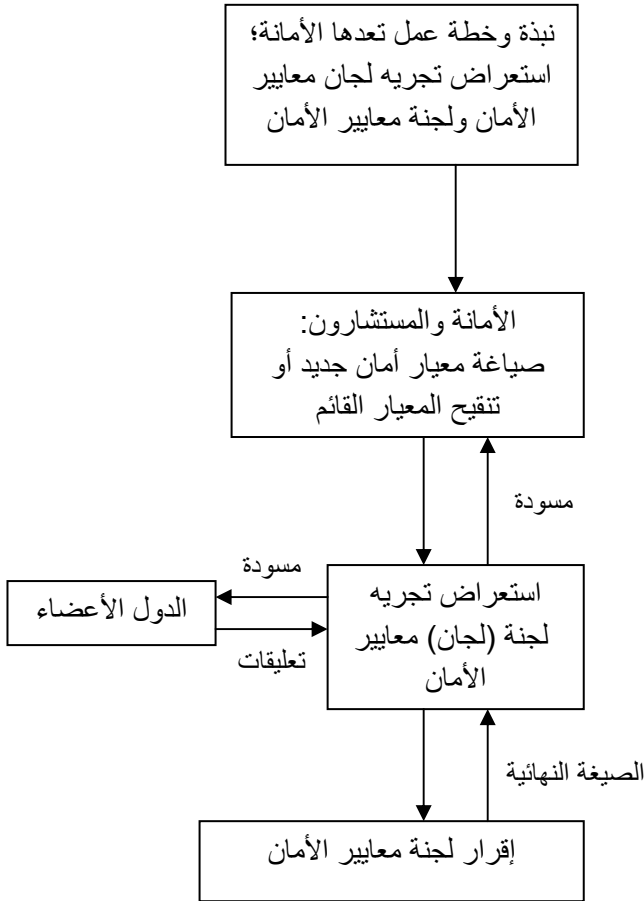 نبذة وخطة عمل تعدها الأمانة؛
استعراض تجريه لجان معايير
الأمان ولجنة معايير الأمان
الأمانة والمستشارون:
صياغة معيار أمان جديد أو
تنقيح المعيار القائم
مسودة
استعراض تجريه
لجنة (لجان) معايير
الأمان
مسودة
الدول الأعضاء
تعليقات
الصيغة النهائية
إقرار لجنة معايير الأمان